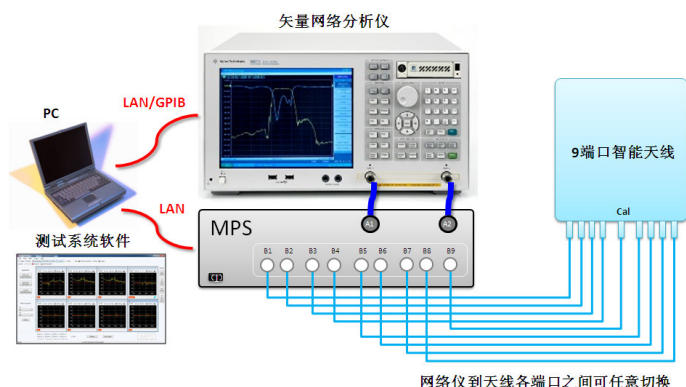 矢量网络分析仪
Agilent Technologies
LAN/GPIB
PC
LAN
测试系统软件
A1
A2
MPS
B1
B2
B3
B4
B5
B6
B7
B8
B9
9端口智能天线
Cal
网络仪到天线各端口之间可任意切换